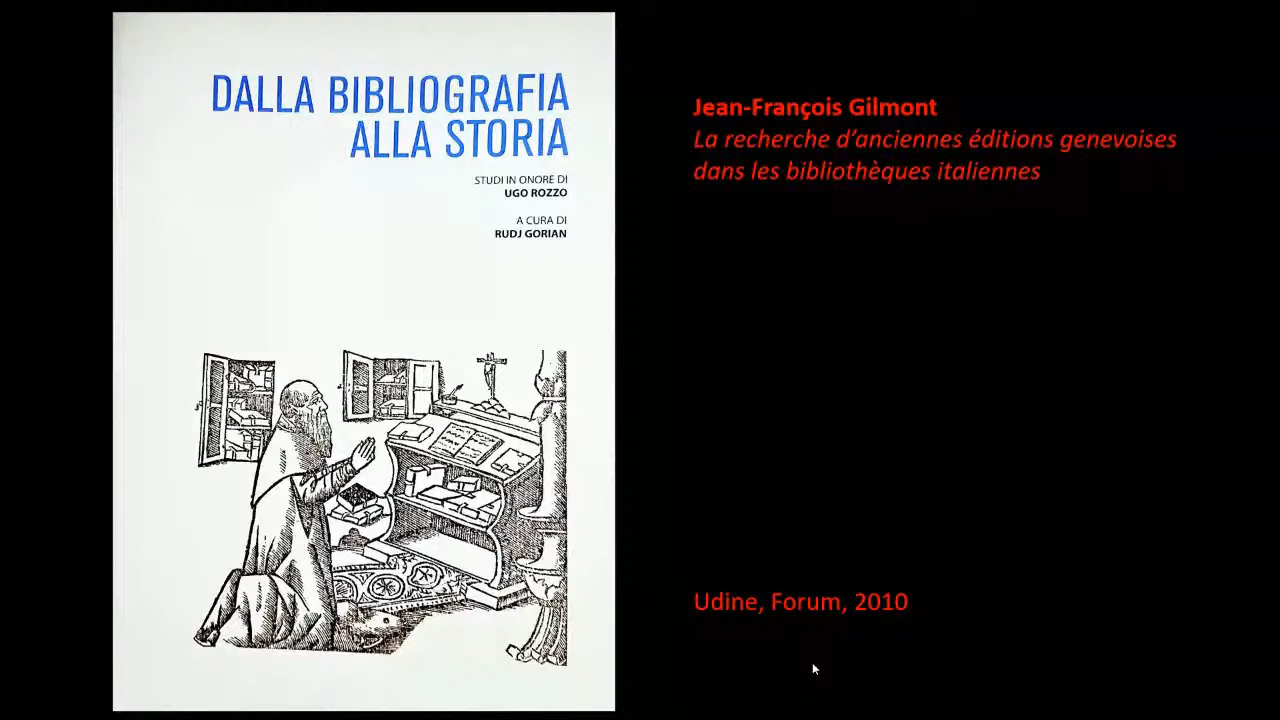 DALLA BIBLIOGRAFIA
ALLA STORIA
STUDI IN ONORE DI
UGO ROZZO
A CURA DI
RUDJ GORIAN
Jean-François Gilmont
La recherche d’anciennes éditions genevoises
dans les bibliothèques italiennes
Udine, Forum, 2010